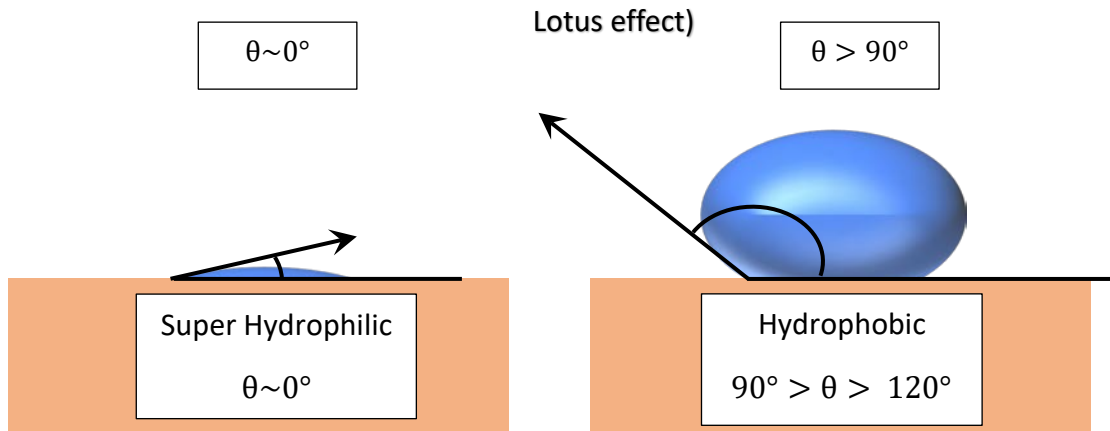 Lotus effect)
θ~0°
θ > 90°
Super Hydrophilic
θ~0°
Hydrophobic
90° > θ > 120°